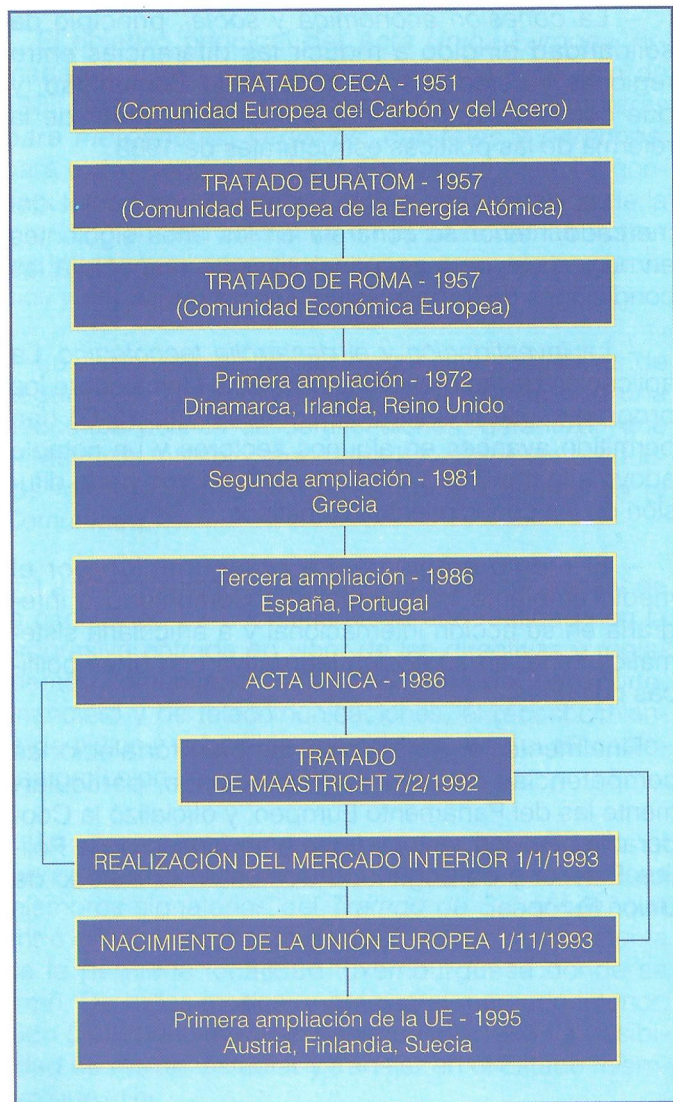 TRATADO CECA - 1951
(Comunidad Europea del Carbón y del Acero)
TRATADO EURATOM - 1957
(Comunidad Europea de la Energía Atómica)
TRATADO DE ROMA - 1957
(Comunidad Económica Europea)
Primera ampliación - 1972
Dinamarca, Irlanda, Reino Unido
Segunda ampliación - 1981
Grecia
Tercera ampliación - 1986
España, Portugal
ACTA UNICA - 1986
TRATADO
DE MAASTRICHT 7/2/1992
REALIZACIÓN DEL MERCADO INTERIOR 1/1/1993
NACIMIENTO DE LA UNIÓN EUROPEA 1/11/1993
Primera ampliación de la UE - 1995
Austria, Finlandia, Suecia